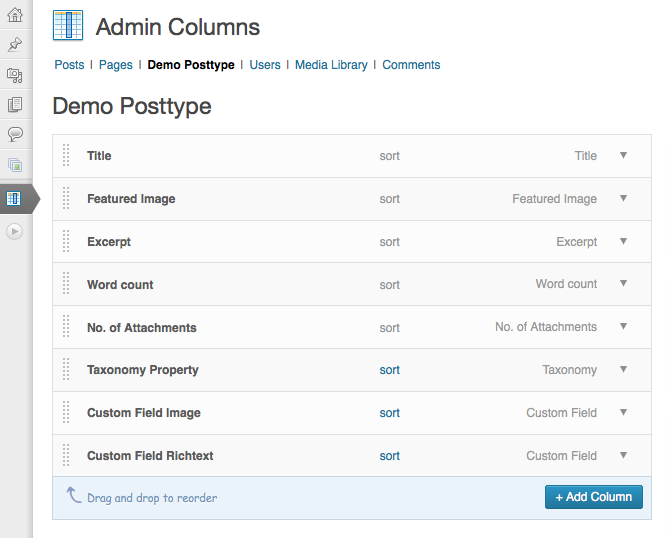 Admin Columns
Posts | Pages | Demo Posttype | Users | Media Library | Comments
Demo Posttype
Title sort Title
Featured Image sort Featured Image
Excerpt sort Excerpt
Word count sort Word count
No. of Attachments sort No. of Attachments
Taxonomy Property sort Taxonomy
Custom Field Image sort Custom Field
Custom Field Richtext sort Custom Field
Drag and drop to reorder + Add Column